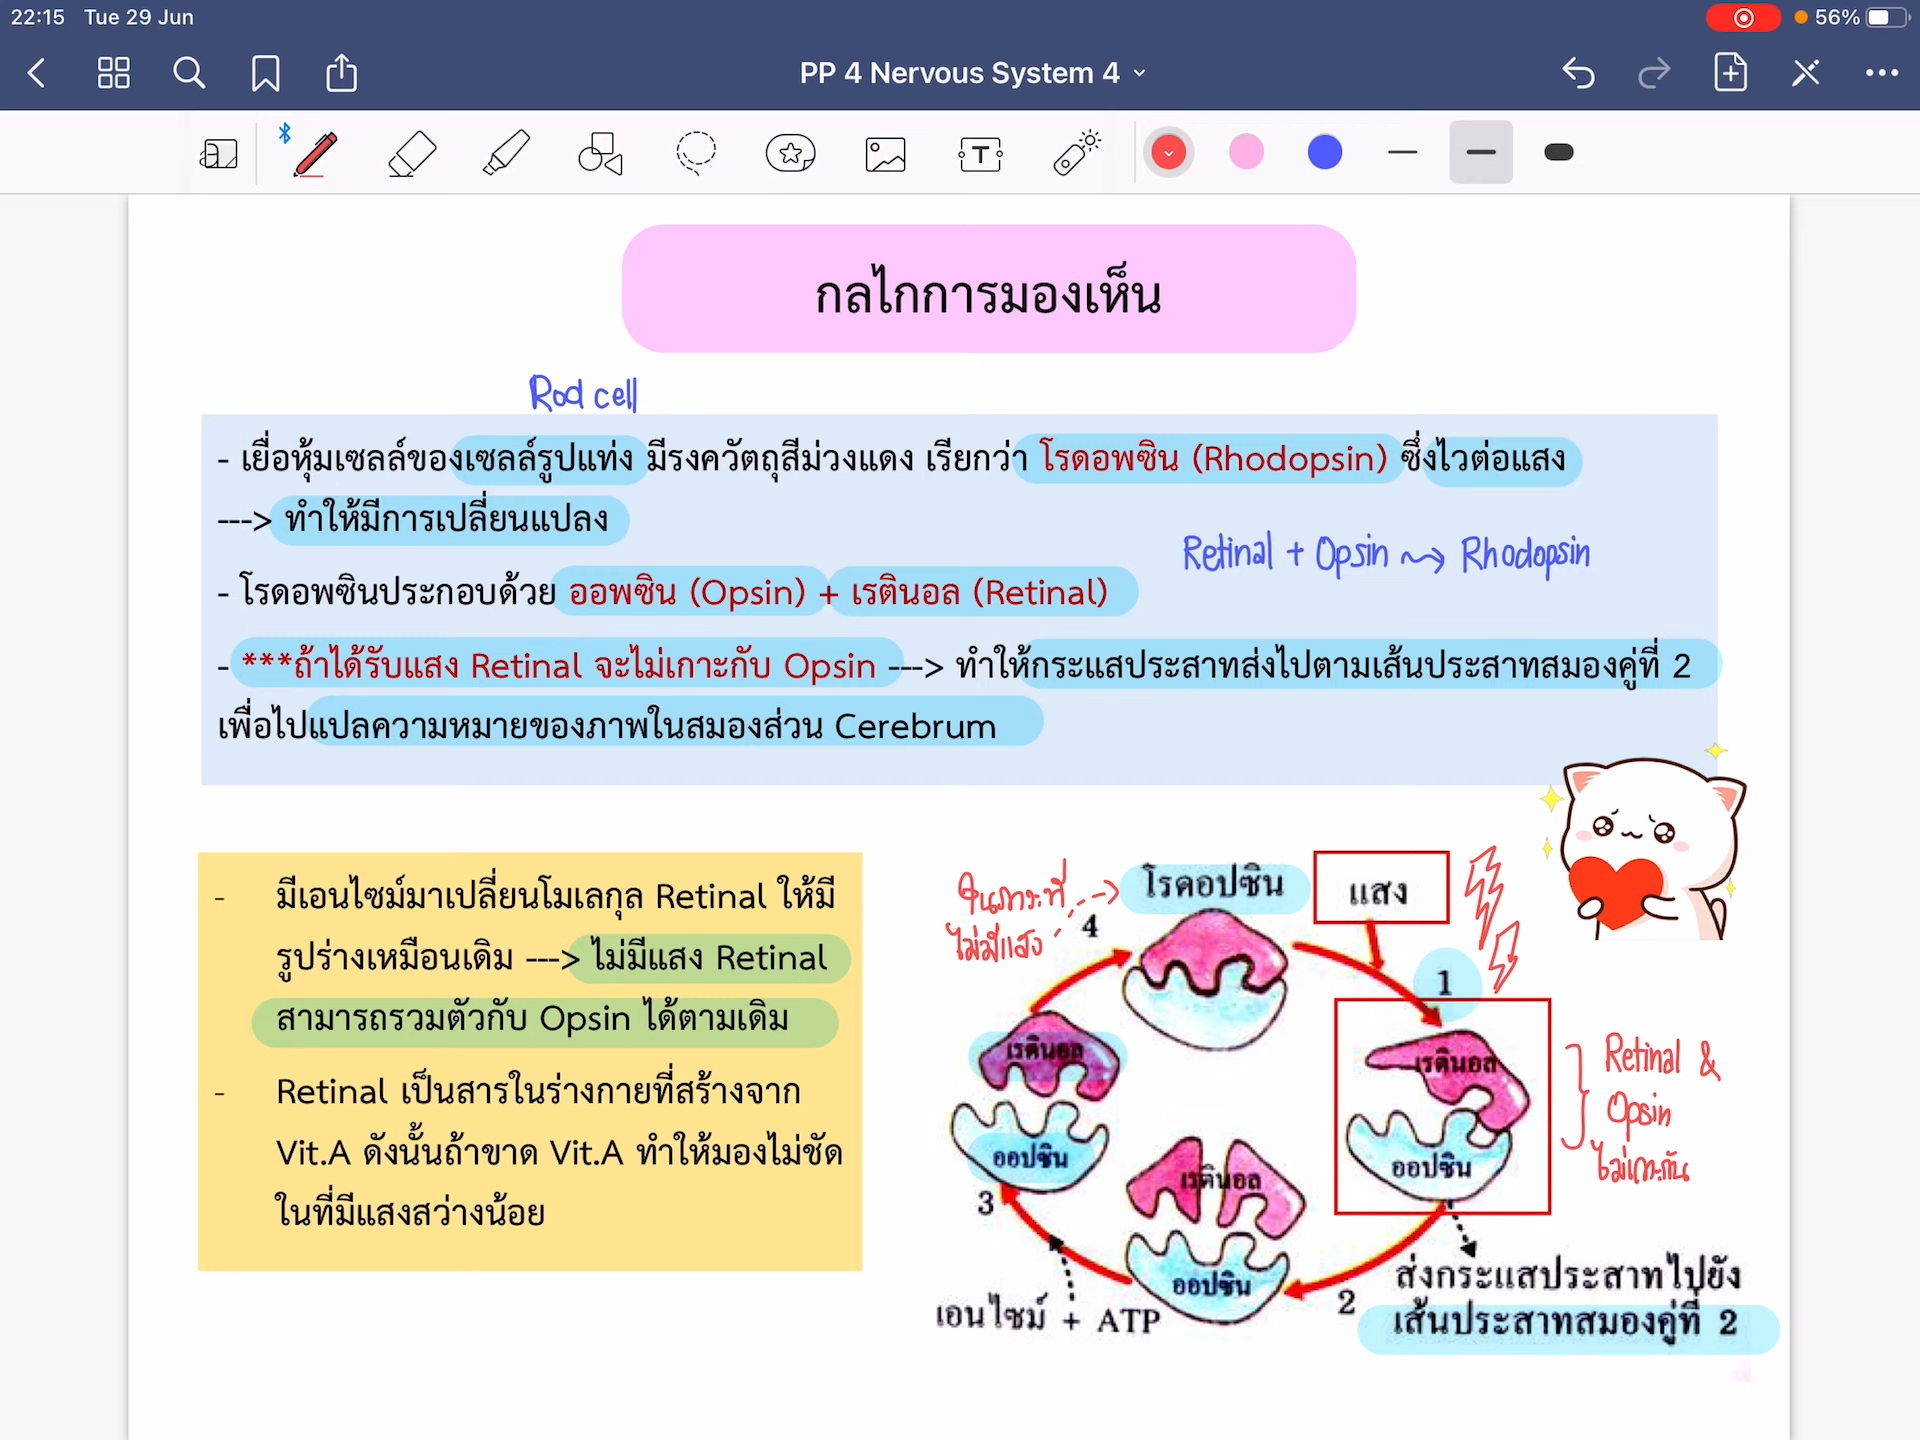 22:15 Tue 29 Jun
56%
PP 4 Nervous System 4
กลไกการมองเห็น
Rod cell
- เยื่อหุ้มเซลล์ของเซลล์รูปแท่ง มีรงควัตถุสีม่วงแดง เรียกว่า โรดอพซิน (Rhodopsin) ซึ่งไวต่อแสง
---> ทำให้มีการเปลี่ยนแปลง
Retinal + Opsin ⇝ Rhodopsin
- โรดอพซินประกอบด้วย ออพซิน (Opsin) + เรตินอล (Retinal)
- ***ถ้าได้รับแสง Retinal จะไม่เกาะกับ Opsin ---> ทำให้กระแสประสาทส่งไปตามเส้นประสาทสมองคู่ที่ 2
เพื่อไปแปลความหมายของภาพในสมองส่วน Cerebrum
- มีเอนไซม์มาเปลี่ยนโมเลกุล Retinal ให้มี
รูปร่างเหมือนเดิม ---> ไม่มีแสง Retinal
สามารถรวมตัวกับ Opsin ได้ตามเดิม
- Retinal เป็นสารในร่างกายที่สร้างจาก
Vit.A ดังนั้นถ้าขาด Vit.A ทำให้มองไม่ชัด
ในที่มีแสงสว่างน้อย
ในภาวะที่
ไม่มีแสง
โรดอปซิน
แสง
4
1
เรตินอล
ออปซิน
Retinal &
Opsin
ไม่เกาะกัน
เรตินอล
ออปซิน
3
เรตินอล
ออปซิน
2
เอนไซม์ + ATP
ส่งกระแสประสาทไปยัง
เส้นประสาทสมองคู่ที่ 2